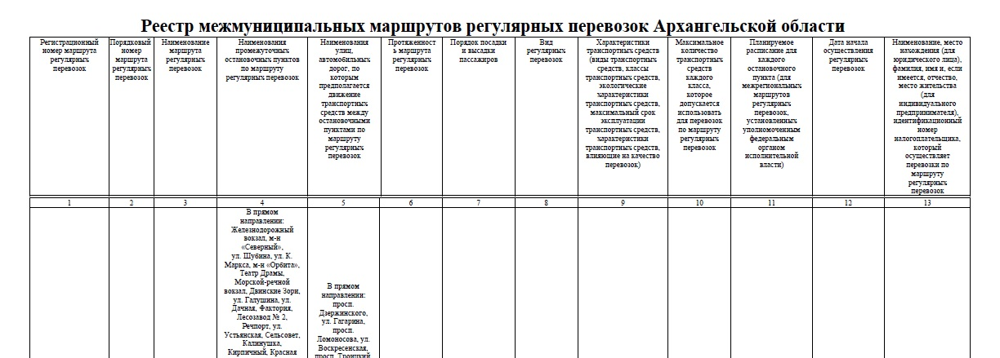 Реестр межмуниципальных маршрутов регулярных перевозок Архангельской области
Регистрационный
номер маршрута
регулярных
перевозок
Порядковый
номер
маршрута
регулярных
перевозок
Наименование
маршрута
регулярных
перевозок
Наименования
промежуточных
остановочных пунктов
по маршруту
регулярных перевозок
Наименования
улиц,
автомобильных
дорог, по
которым
предполагается
движение
транспортных
средств между
остановочными
пунктами по
маршруту
регулярных
перевозок
Протяженност
ь маршрута
регулярных
перевозок
Порядок посадки
и высадки
пассажиров
Вид
регулярных
перевозок
Характеристики
транспортных средств
(виды транспортных
средств, классы
транспортных средств,
экологические
характеристики
транспортных средств,
максимальный срок
эксплуатации
транспортных средств,
характеристики
транспортных средств,
влияющие на качество
перевозок)
Максимальное
количество
транспортных
средств
каждого
класса,
которое
допускается
использовать
для перевозок
по маршруту
регулярных
перевозок
Планируемое
расписание для
каждого
остановочного
пункта (для
межрегиональных
маршрутов
регулярных
перевозок,
установленных
уполномоченным
федеральным
органом
исполнительной
власти)
Дата начала
осуществления
регулярных
перевозок
Наименование, место
нахождения (для
юридического лица),
фамилия, имя и, если
имеется, отчество,
место жительства
(для
индивидуального
предпринимателя),
идентификационный
номер
налогоплательщика,
который
осуществляет
перевозки по
маршруту
регулярных
перевозок
1 2 3 4 5 6 7 8 9 10 11 12 13
В прямом
направлении:
Железнодорожный
вокзал, м-н
«Северный»,
ул. Шубина, ул. К.
Маркса, м-н «Орбита»,
Театр Драмы,
Морской-речной
вокзал, Двинские Зори,
ул. Галушина, ул.
Дачная, Фактория,
Лесозавод № 2,
Речпорт, ул.
Устьянская, Сельсовет,
Калинушка,
Кирпичный, Красная
В прямом
направлении:
просп.
Дзержинского,
ул. Гагарина,
просп.
Ломоносова, ул.
Воскресенская,
просп. Троицкий